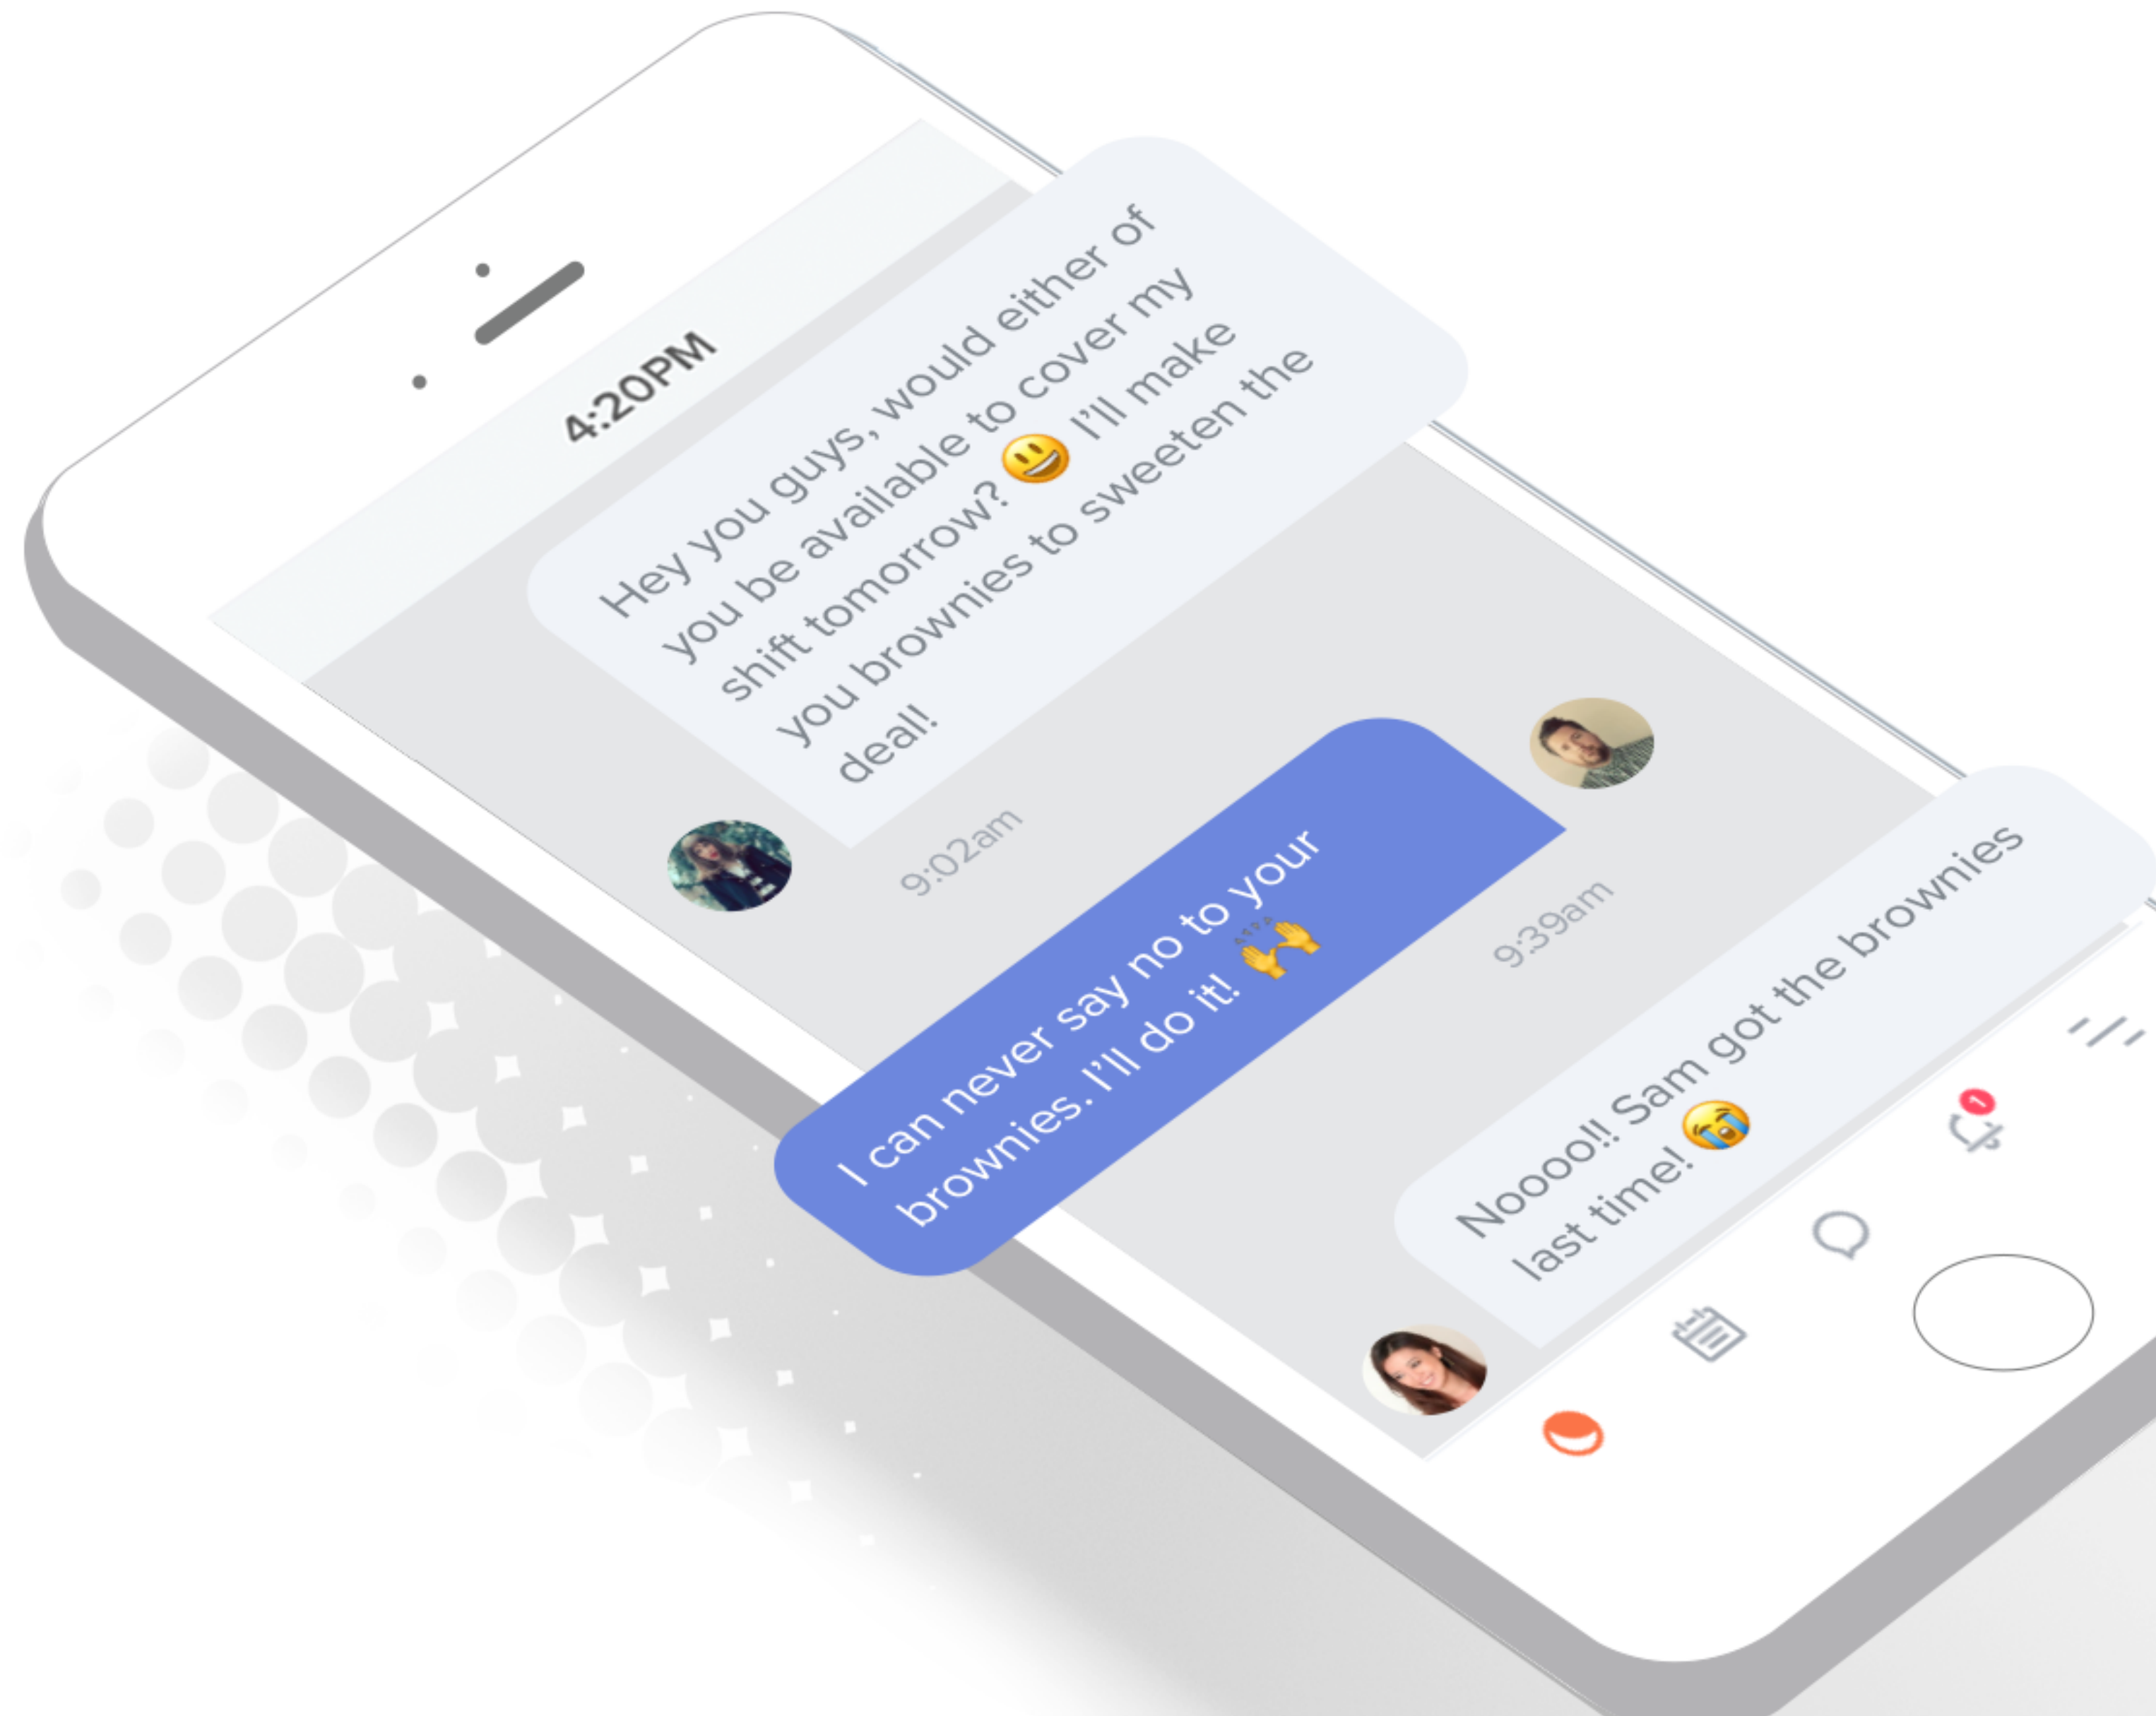 4:20PM
Hey you guys, would either of
you be available to cover my
shift tomorrow? 😃 I'll make
you brownies to sweeten the
deal!
9:02am
I can never say no to your
brownies. I'll do it! 🙌
9:39am
Noooo!! Sam got the brownies
last time! 😭
1